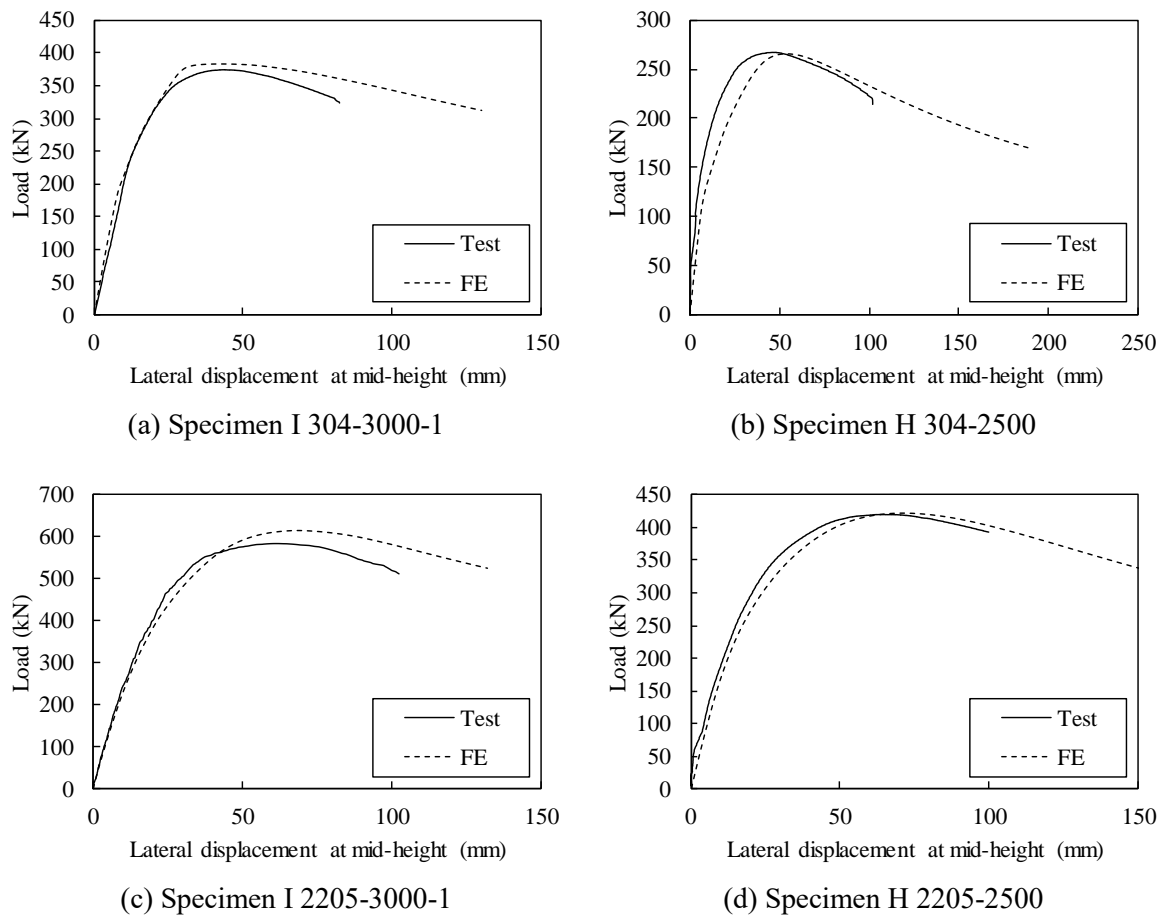 Load (kN)
450
400
350
300
250
200
150
100
50
0
0 50 100 150
Lateral displacement at mid-height (mm)
Test
FE
(a) Specimen I 304-3000-1
Load (kN)
300
250
200
150
100
50
0
0 50 100 150 200 250
Lateral displacement at mid-height (mm)
Test
FE
(b) Specimen H 304-2500
Load (kN)
700
600
500
400
300
200
100
0
0 50 100 150
Lateral displacement at mid-height (mm)
Test
FE
(c) Specimen I 2205-3000-1
Load (kN)
450
400
350
300
250
200
150
100
50
0
0 50 100 150
Lateral displacement at mid-height (mm)
Test
FE
(d) Specimen H 2205-2500